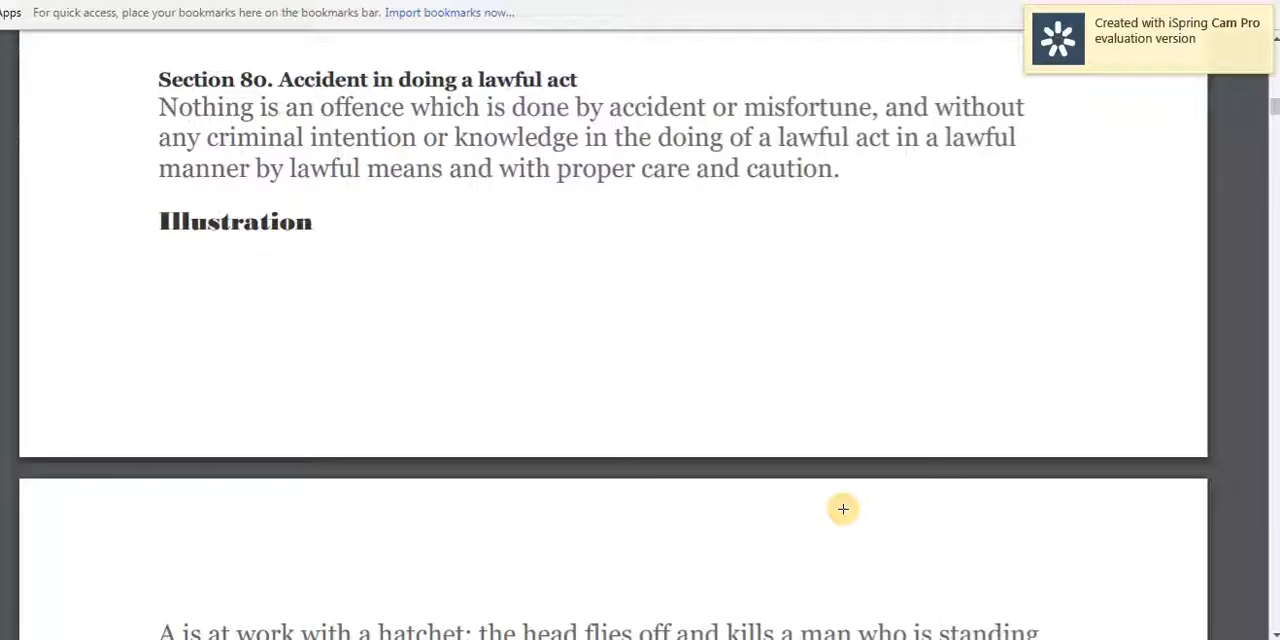 Apps For quick access, place your bookmarks here on the bookmarks bar. Import bookmarks now...
Created with iSpring Cam Pro
evaluation version
Section 80. Accident in doing a lawful act
Nothing is an offence which is done by accident or misfortune, and without
any criminal intention or knowledge in the doing of a lawful act in a lawful
manner by lawful means and with proper care and caution.
Illustration
A is at work with a hatchet; the head flies off and kills a man who is standing